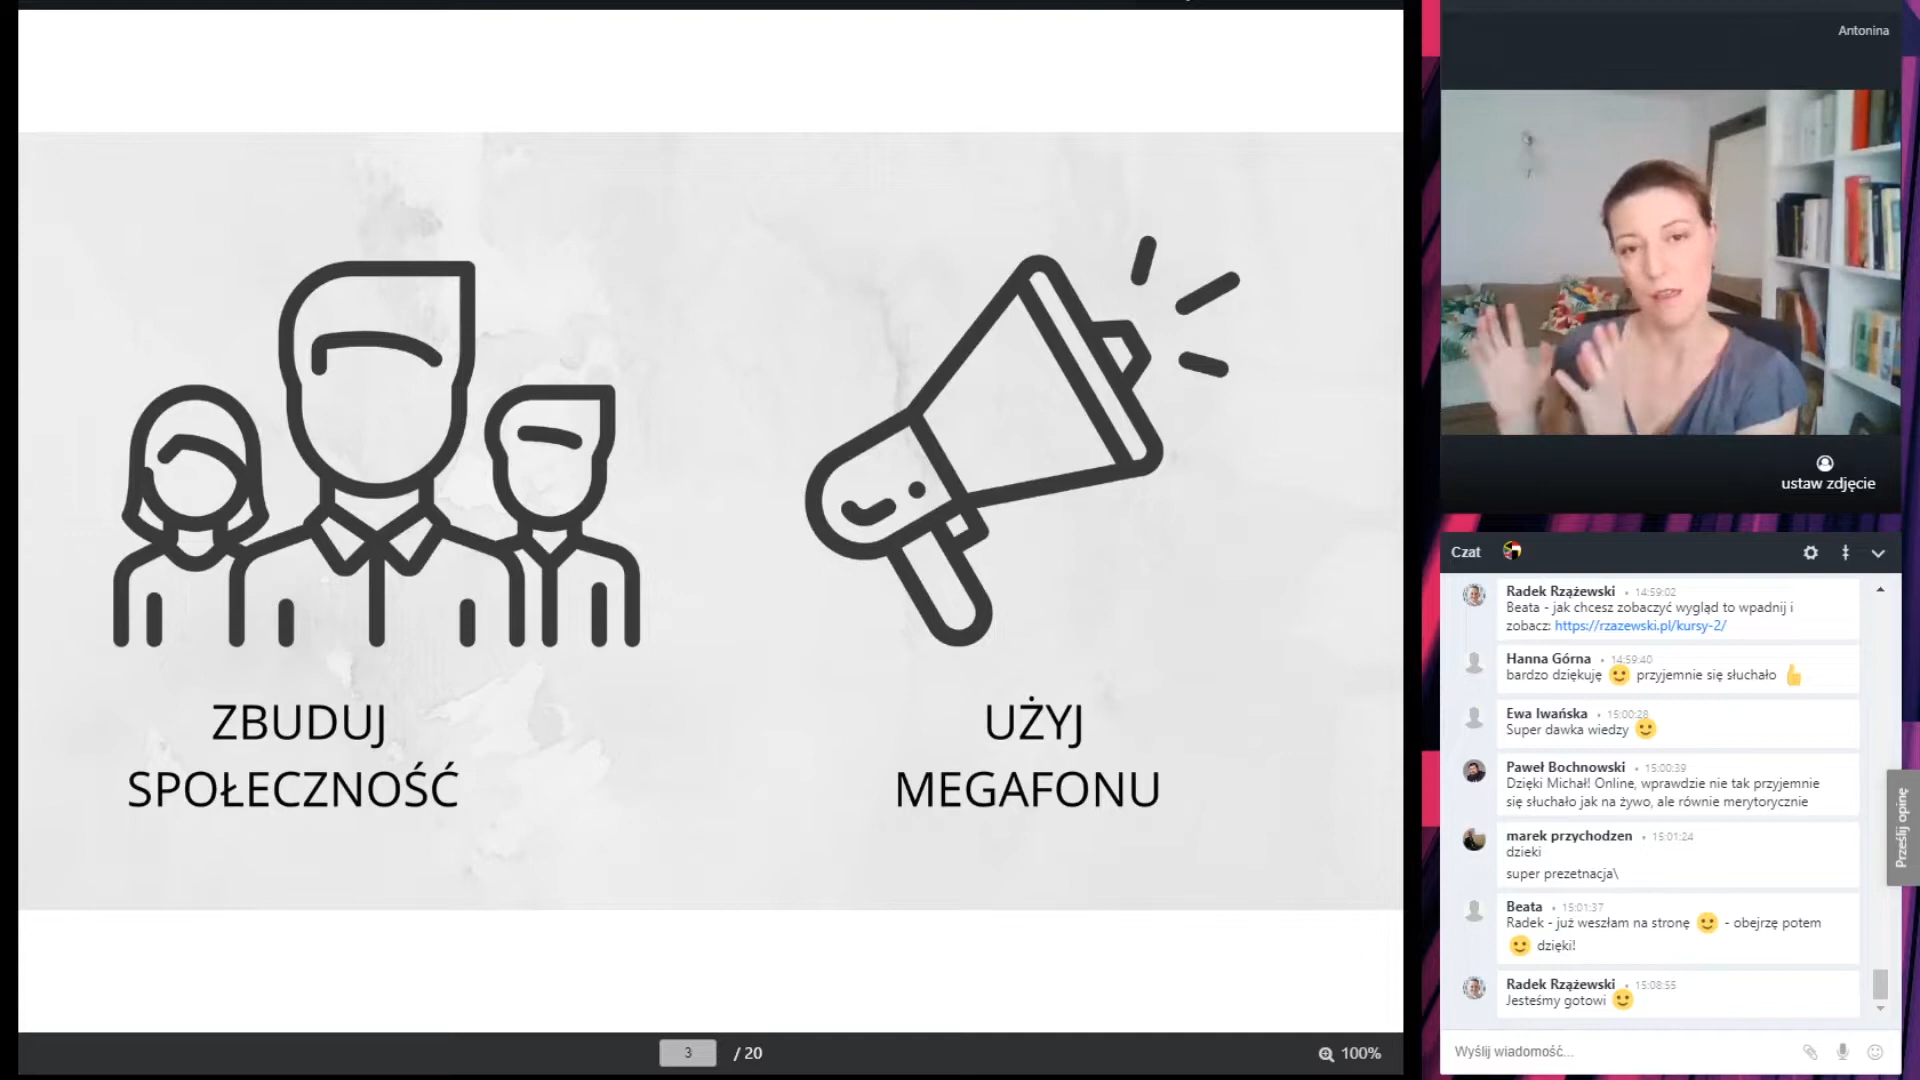 ZBUDUJ
SPOŁECZNOŚĆ
UŻYJ
MEGAFONU
3 / 20
100%
Antonina
ustaw zdjęcie
Czat
Radek Rzążewski • 14:59:02
Beata - jak chcesz zobaczyć wygląd to wpadnij i
zobacz: https://rzazewski.pl/kursy-2/
Hanna Górna • 14:59:40
bardzo dziękuję 🙂 przyjemnie się słuchało 👍
Ewa Iwańska • 15:00:28
Super dawka wiedzy 🙂
Paweł Bochnowski • 15:00:39
Dzięki Michał! Online, wprawdzie nie tak przyjemnie
się słuchało jak na żywo, ale równie merytorycznie
marek przychodzen • 15:01:24
dzieki
super prezetnacja\
Beata • 15:01:37
Radek - już weszłam na stronę 🙂 - obejrzę potem
🙂 dzięki!
Radek Rzążewski • 15:08:55
Jesteśmy gotowi 🙂
Wyślij wiadomość...
Prześlij opinę